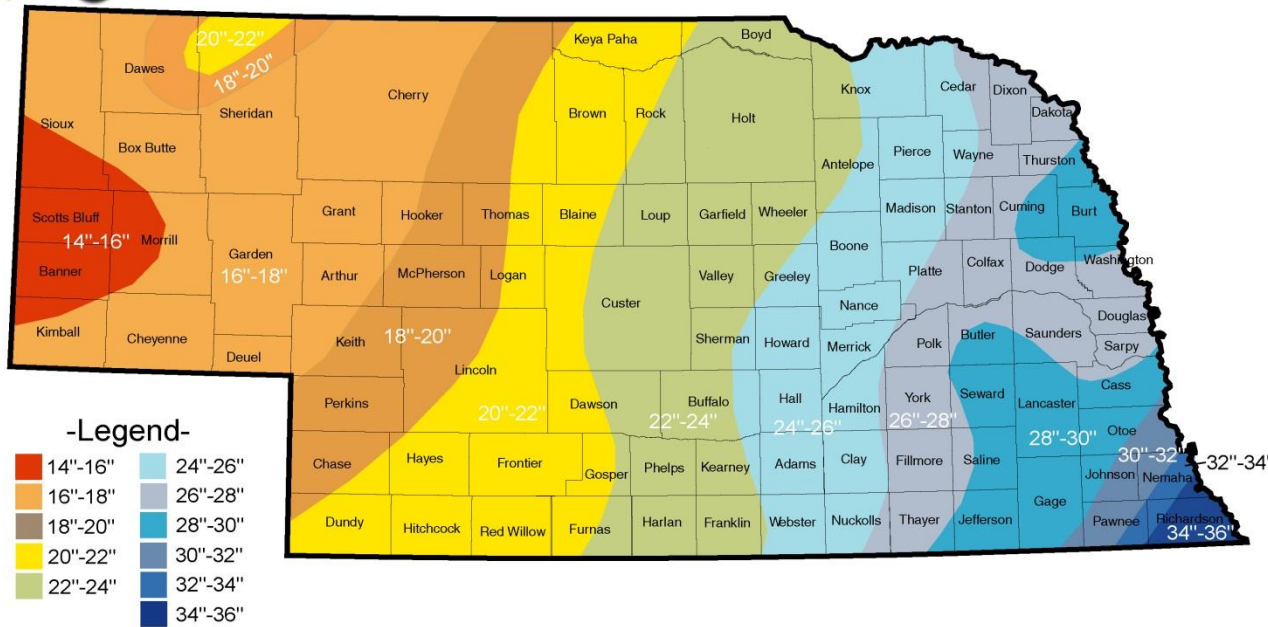 Keya Paha
Boyd
20"-22"
18"-20"
Dawes
Sheridan
Cherry
Brown
Rock
Holt
Knox
Cedar
Dixon
Dakota
Sioux
Box Butte
Antelope
Pierce
Wayne
Thurston
Scotts Bluff
14"-16"
Morrill
Banner
Garden
16"-18"
Grant
Hooker
Thomas
Blaine
Loup
Garfield
Wheeler
Madison
Stanton
Cuming
Burt
Arthur
McPherson
Logan
Custer
Valley
Greeley
Boone
Platte
Colfax
Dodge
Washington
Nance
Kimball
Cheyenne
Deuel
Keith
18"-20"
Lincoln
Sherman
Howard
Merrick
Polk
Butler
Saunders
Douglas
Sarpy
Perkins
20"-22"
Dawson
Buffalo
22"-24"
Hall
24"-26"
Hamilton
York
26"-28"
Seward
Lancaster
28"-30"
Cass
Otoe
30"-32"
32"-34"
Chase
Hayes
Frontier
Gosper
Phelps
Kearney
Adams
Clay
Fillmore
Saline
Gage
Johnson
Nemaha
Dundy
Hitchcock
Red Willow
Furnas
Harlan
Franklin
Webster
Nuckolls
Thayer
Jefferson
Pawnee
Richardson
34"-36"
-Legend-
14"-16"
16"-18"
18"-20"
20"-22"
22"-24"
24"-26"
26"-28"
28"-30"
30"-32"
32"-34"
34"-36"